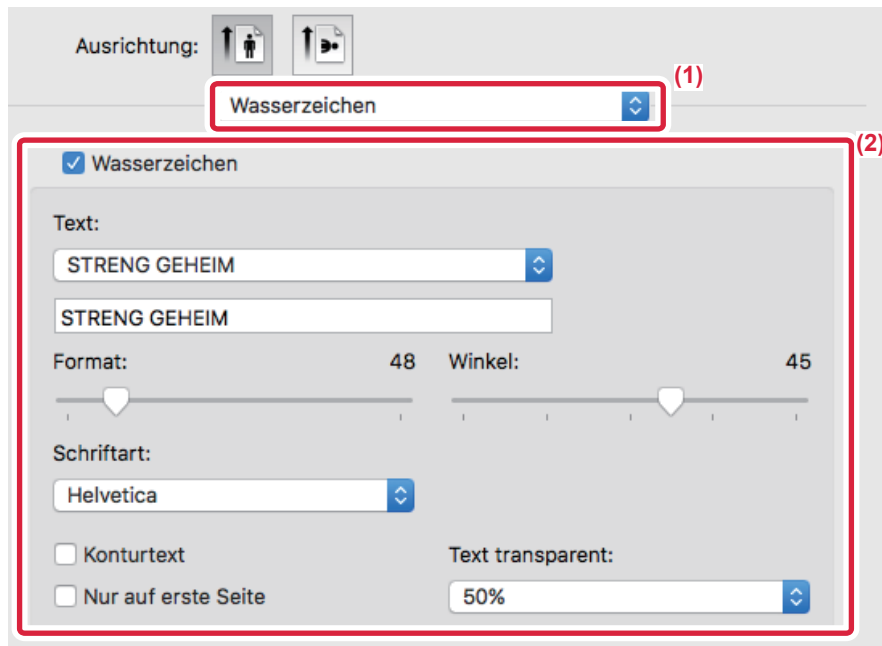 Ausrichtung:
(1)
Wasserzeichen
(2)
Wasserzeichen
Text:
STRENG GEHEIM
STRENG GEHEIM
Format: 48 Winkel: 45
Schriftart:
Helvetica
Konturtext Text transparent:
Nur auf erste Seite 50%